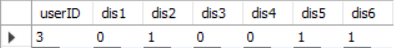 userID dis1 dis2 dis3 dis4 dis5 dis6
3 0 1 0 0 1 1